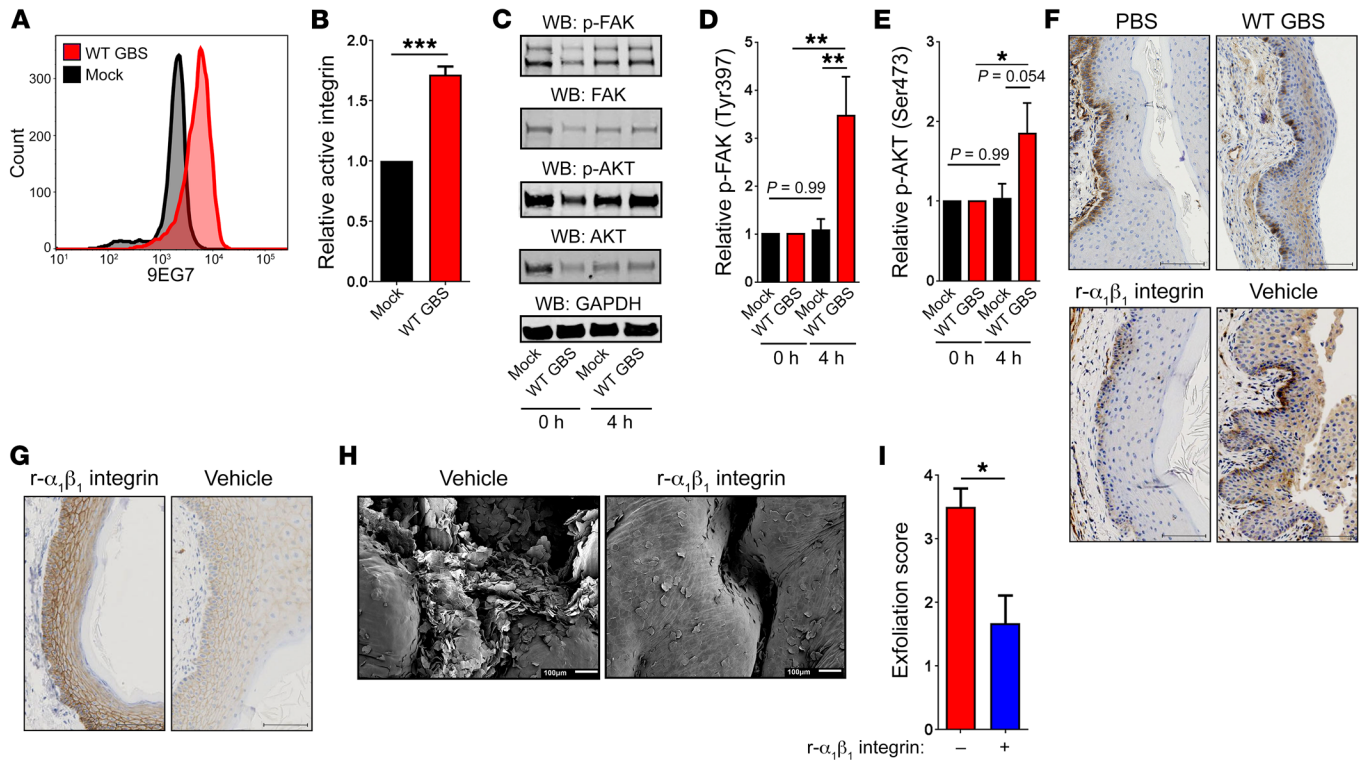 A
WT GBS
Mock
Count
300
200
100
0
10¹ 10² 10³ 10⁴ 10⁵
9EG7
B
Relative active integrin
2.0
1.5
1.0
0.5
0.0
***
Mock
WT GBS
C
WB: p-FAK
WB: FAK
WB: p-AKT
WB: AKT
WB: GAPDH
Mock
WT GBS
Mock
WT GBS
0 h 4 h
D
Relative p-FAK (Tyr397)
5
4
3
2
1
0
**
**
P = 0.99
Mock
WT GBS
Mock
WT GBS
0 h 4 h
E
Relative p-AKT (Ser473)
3
2
1
0
*
P = 0.054
P = 0.99
Mock
WT GBS
Mock
WT GBS
0 h 4 h
F
PBS WT GBS
r-α₁β₁ integrin Vehicle
G
r-α₁β₁ integrin Vehicle
H
Vehicle r-α₁β₁ integrin
100μm 100μm
I
Exfoliation score
4
3
2
1
0
*
r-α₁β₁ integrin: – +